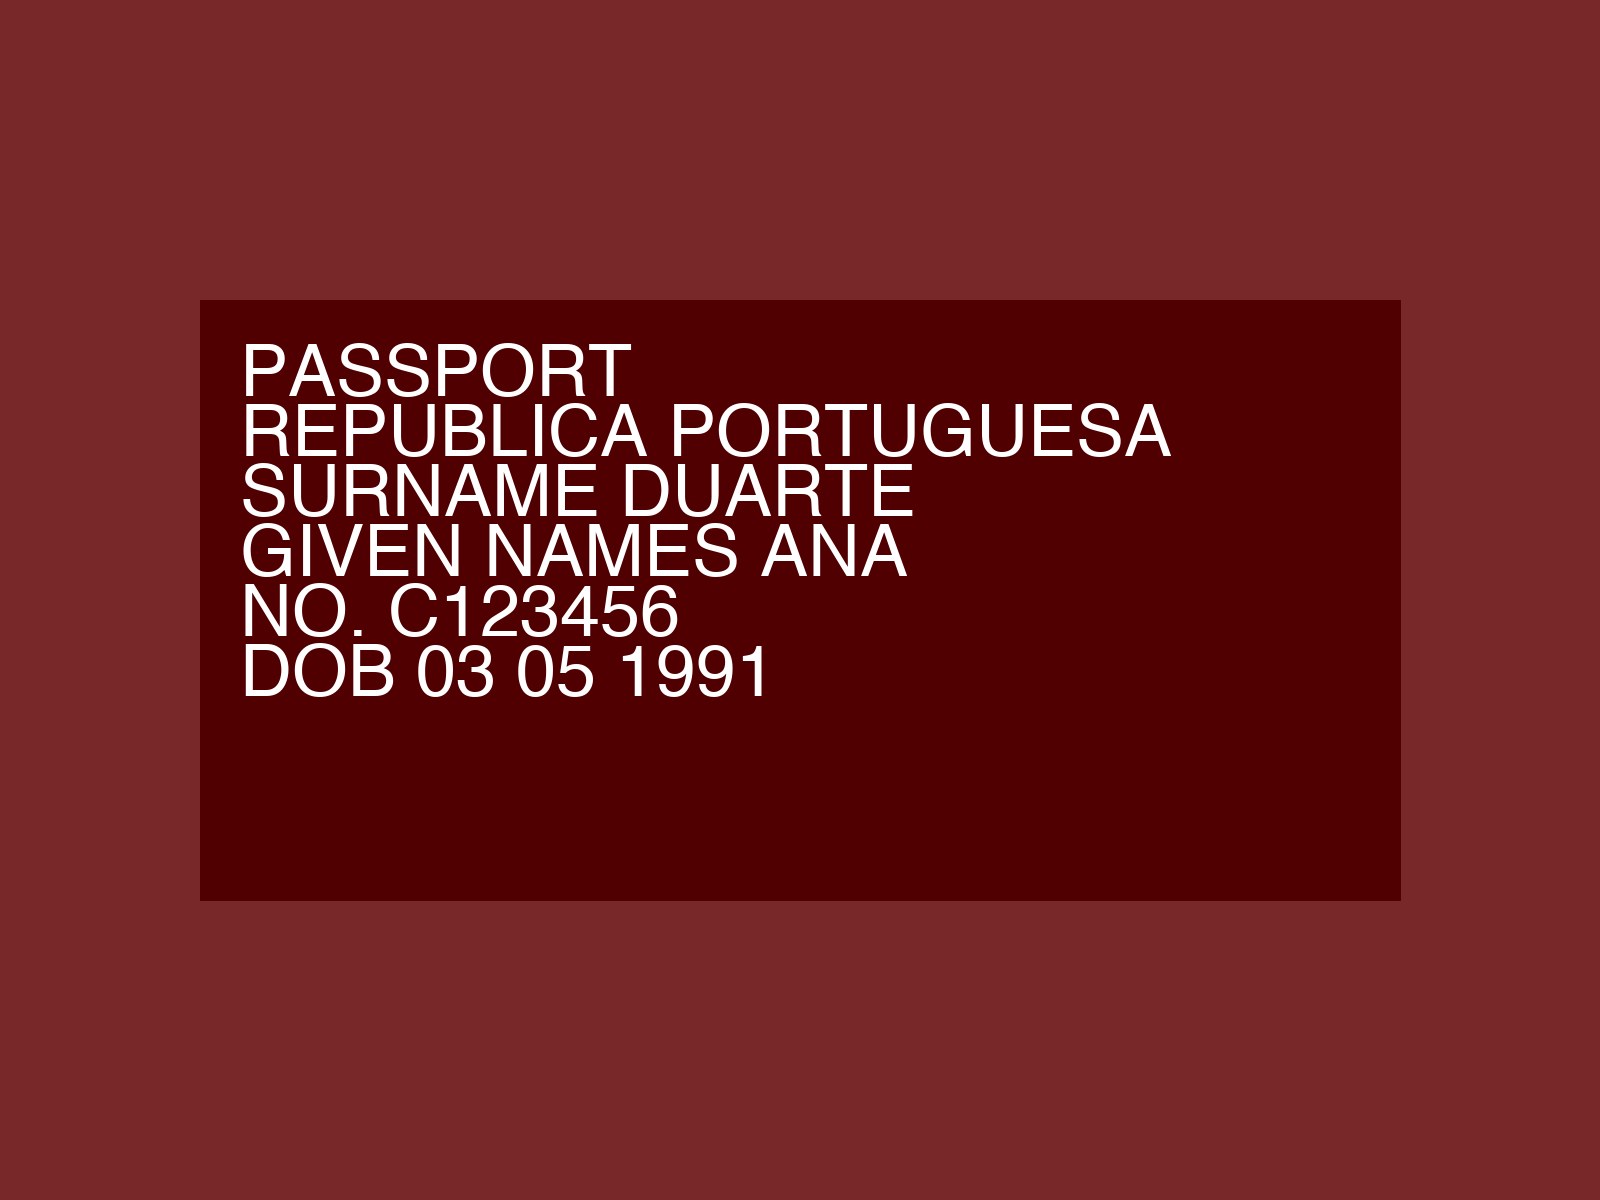 PASSPORT
REPUBLICA PORTUGUESA
SURNAME DUARTE
GIVEN NAMES ANA
NO. C123456
DOB 03 05 1991